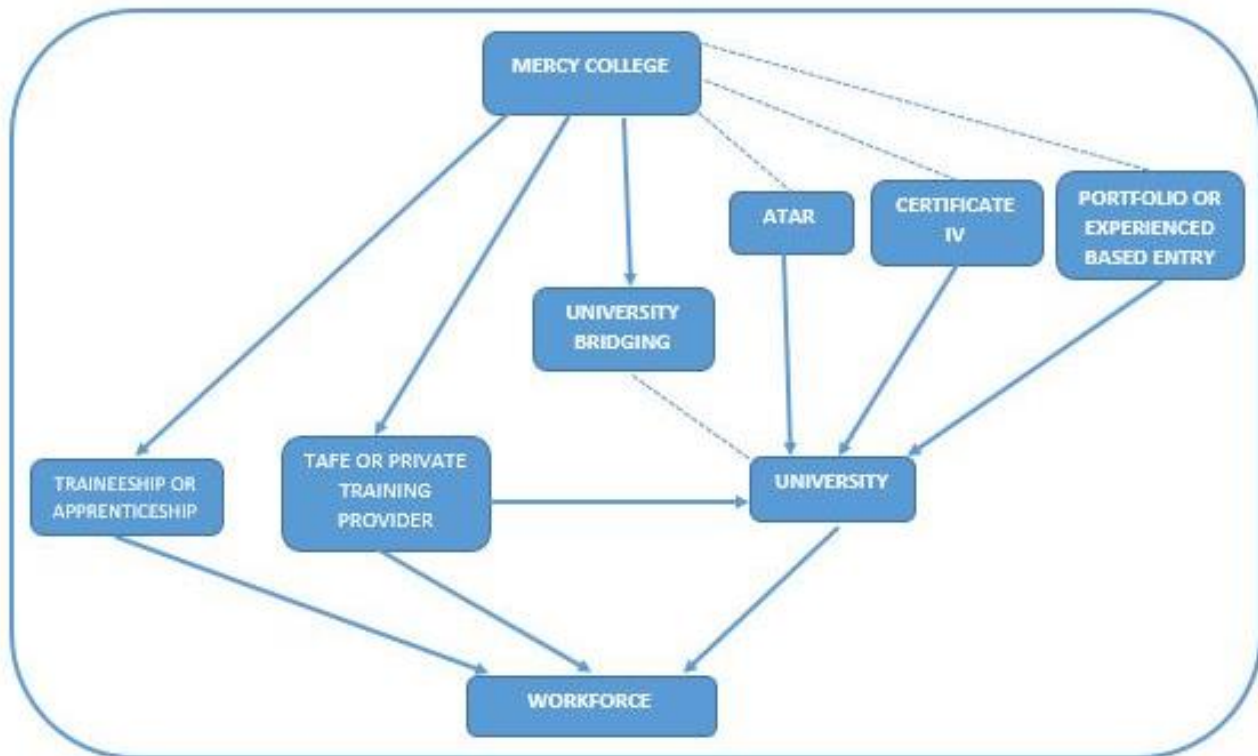 MERCY COLLEGE
ATAR
CERTIFICATE
IV
PORTFOLIO OR
EXPERIENCED
BASED ENTRY
UNIVERSITY
BRIDGING
TRAINEESHIP OR
APPRENTICESHIP
TAFE OR PRIVATE
TRAINING
PROVIDER
UNIVERSITY
WORKFORCE